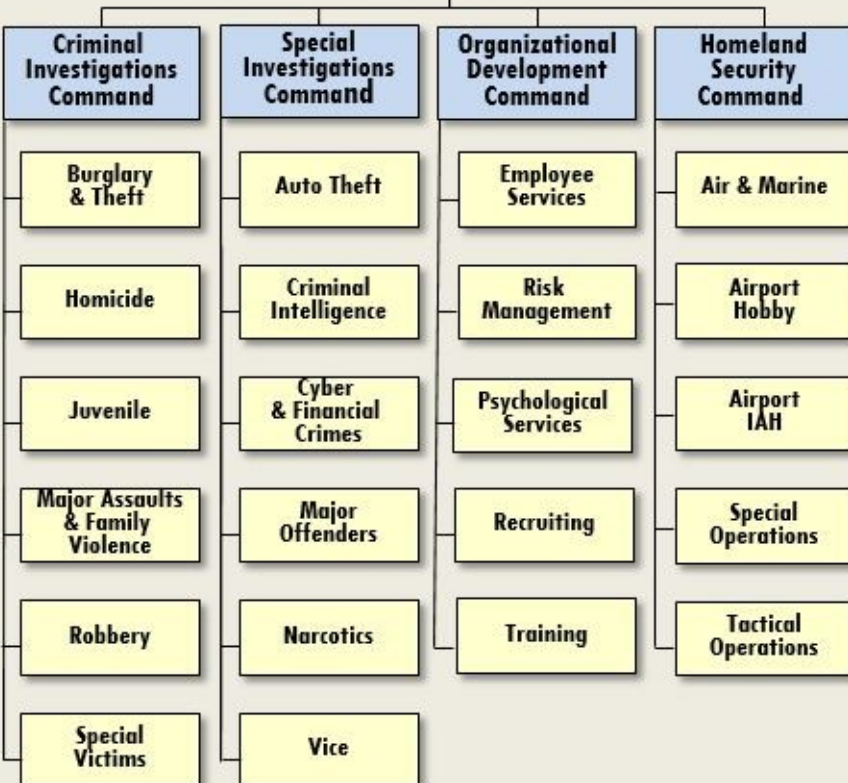 Criminal
Investigations
Command
Burglary
& Theft
Homicide
Juvenile
Major Assaults
& Family
Violence
Robbery
Special
Victims
Special
Investigations
Command
Auto Theft
Criminal
Intelligence
Cyber
& Financial
Crimes
Major
Offenders
Narcotics
Vice
Organizational
Development
Command
Employee
Services
Risk
Management
Psychological
Services
Recruiting
Training
Homeland
Security
Command
Air & Marine
Airport
Hobby
Airport
IAH
Special
Operations
Tactical
Operations